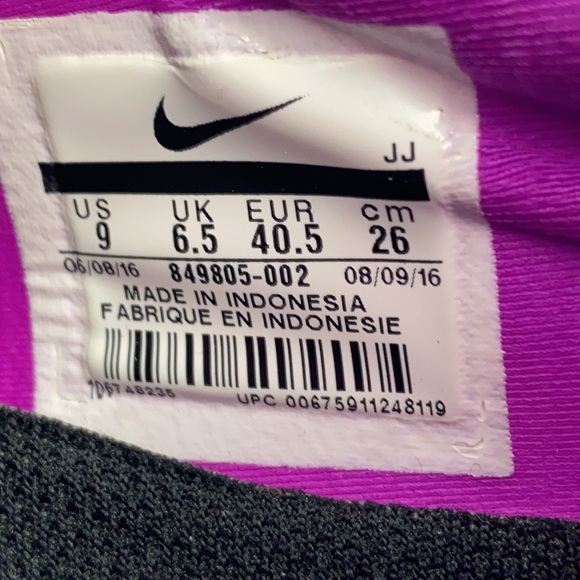 JJ
US UK EUR cm
9 6.5 40.5 26
06/08/16 849805-002 08/09/16
MADE IN INDONESIA
FABRIQUE EN INDONESIE
UPC 00675911248119